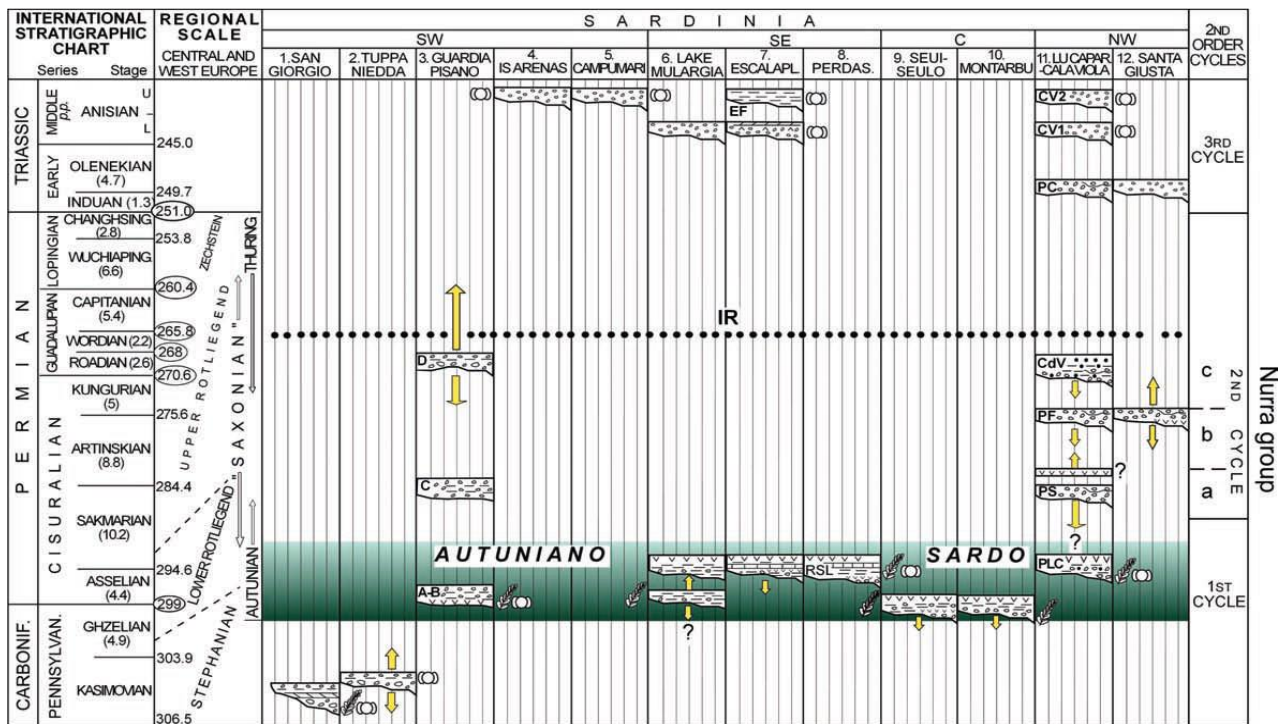 INTERNATIONAL
STRATIGRAPHIC
CHART
Series Stage
REGIONAL
SCALE
CENTRAL AND
WEST EUROPE
SARDINIA
SW
SE
C
NW
2ND
ORDER
CYCLES
1. SAN
GIORGIO
2. TUPPA
NIEDDA
3. GUARDIA
PISANO
4.
IS ARENAS
5.
CAMPUMARI
6. LAKE
MULARGIA
7.
ESCALAPL.
8.
PERDAS.
9. SEUI-
SEULO
10.
MONTARBU
11. LU CAPAR.
-CALAVIOLA
12. SANTA
GIUSTA
TRIASSIC
MIDDLE
p.p.
ANISIAN
U
L
245.0
EARLY
OLENEKIAN
(4.7)
249.7
INDUAN (1.3)
251.0
PERMIAN
LOPINGIAN
CHANGHSING.
(2.8)
253.8
WUCHIAPING.
(6.6)
260.4
GUADALUPIAN
CAPITANIAN
(5.4)
265.8
WORDIAN (2.2)
268
ROADIAN (2.6)
270.6
CISURALIAN
KUNGURIAN
(5)
275.6
ARTINSKIAN
(8.8)
284.4
SAKMARIAN
(10.2)
294.6
ASSELIAN
(4.4)
299
CARBONIF.
PENNSYLVAN.
GHZELIAN
(4.9)
303.9
KASIMOVIAN
306.5
ZECHSTEIN
THURING
UPPER ROTLIEGEND
"SAXONIAN"
LOWER ROTLIEGEND
AUTUNIAN
STEPHANIAN
EF
CV2
CV1
PC
3RD
CYCLE
IR
D
CdV
PF
C
?
PS
c
b
a
2ND
CYCLE
Nurra group
AUTUNIANO
SARDO
?
RSL
PLC
A-B
?
1ST
CYCLE